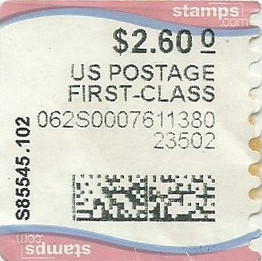 stamps
.com
$2.60 0
US POSTAGE
FIRST-CLASS
062S0007611380
23502
S85545.102
stamps
.com